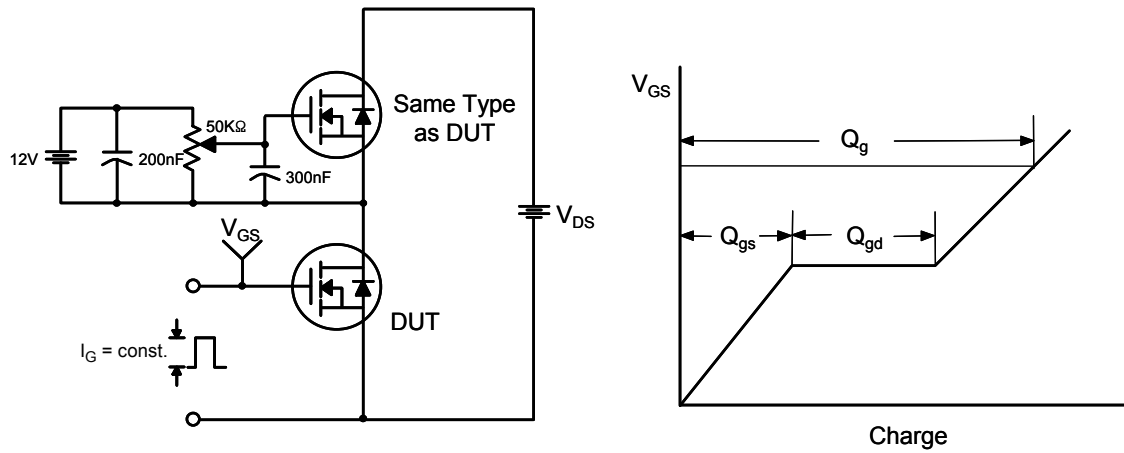 12V
200nF
50KΩ
300nF
Same Type
as DUT
V_DS
V_GS
DUT
I_G = const.
V_GS
Q_g
Q_gs
Q_gd
Charge